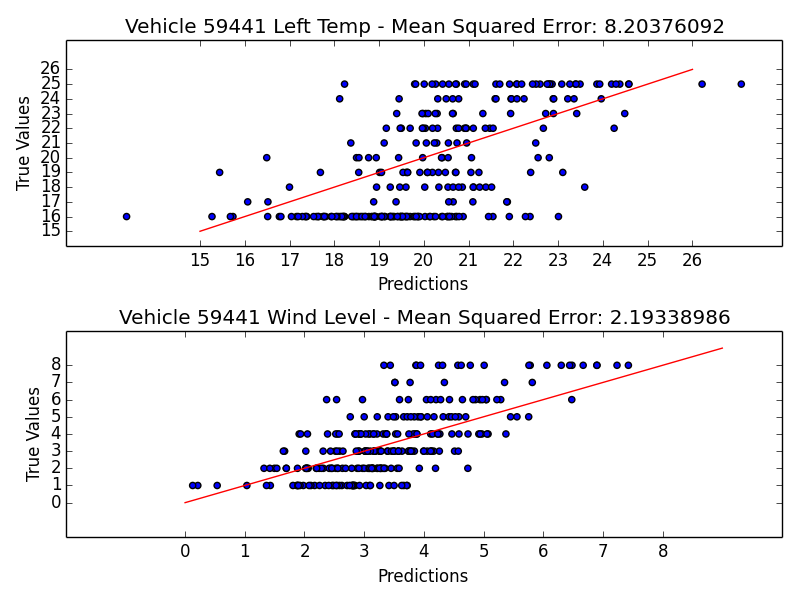 Vehicle 59441 Left Temp - Mean Squared Error: 8.20376092
True Values
26
25
24
23
22
21
20
19
18
17
16
15
15 16 17 18 19 20 21 22 23 24 25 26
Predictions
Vehicle 59441 Wind Level - Mean Squared Error: 2.19338986
True Values
8
7
6
5
4
3
2
1
0
0 1 2 3 4 5 6 7 8
Predictions